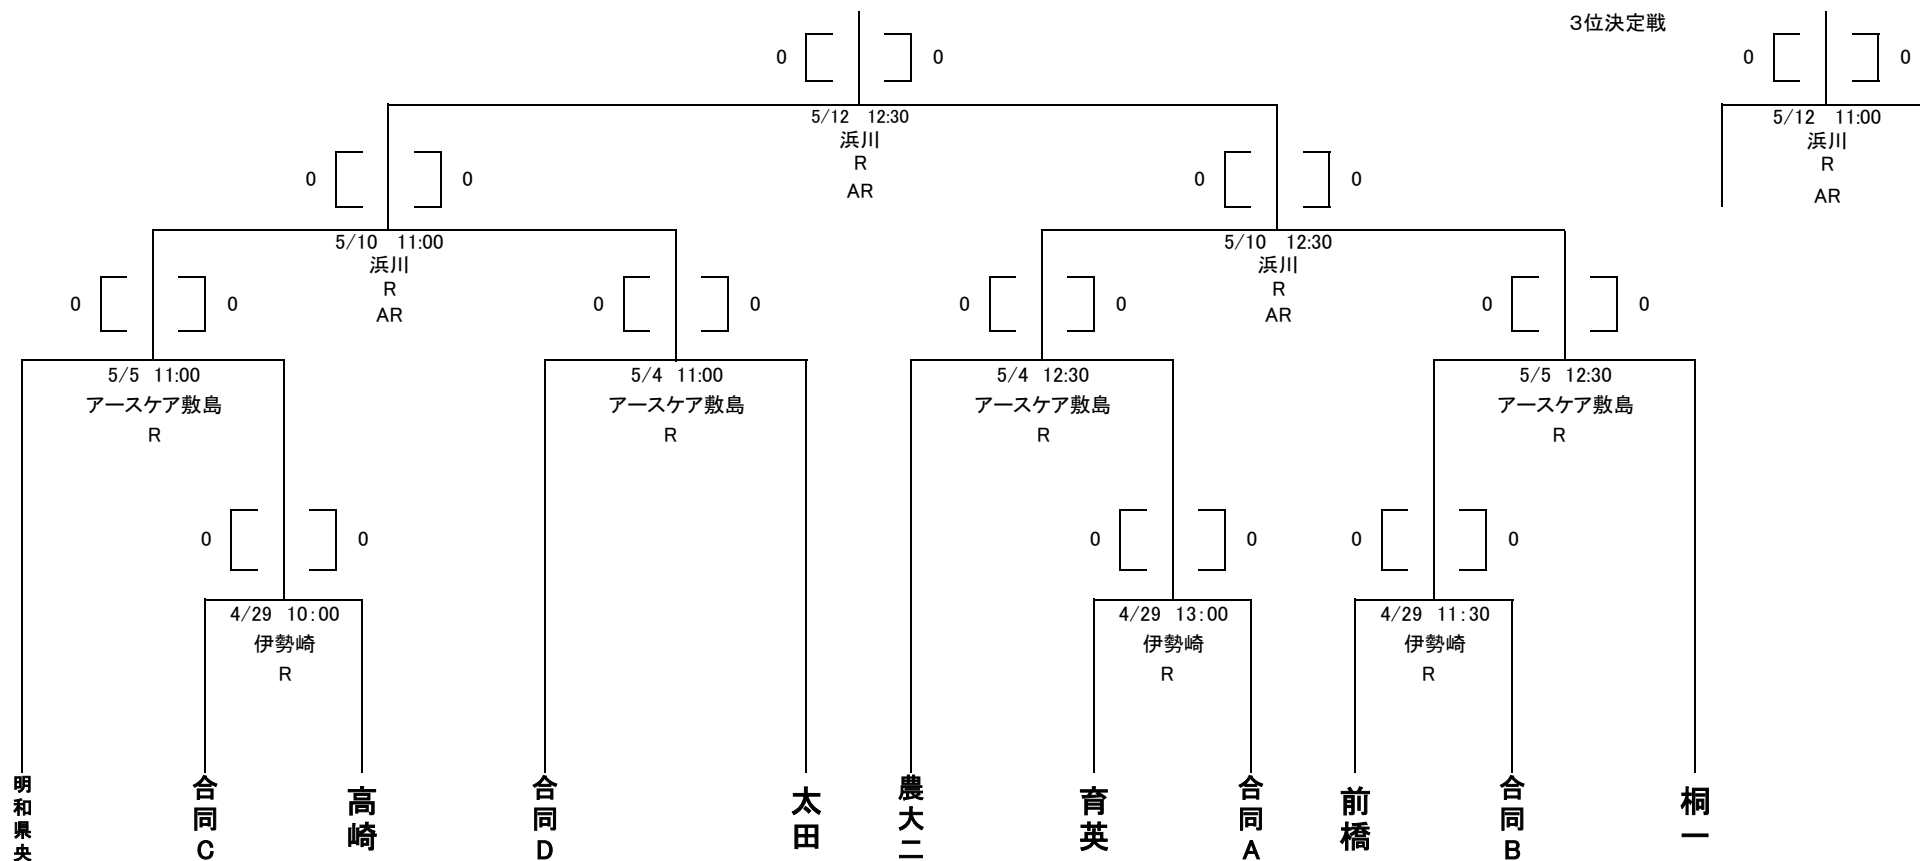 3位決定戦
0 0
0 0
5/12 12:30
浜川
R
AR
5/12 11:00
浜川
R
AR
0 0
0 0
5/10 11:00
浜川
R
AR
5/10 12:30
浜川
R
AR
0 0
0 0
0 0
0 0
5/5 11:00
アースケア敷島
R
5/4 11:00
アースケア敷島
R
5/4 12:30
アースケア敷島
R
5/5 12:30
アースケア敷島
R
0 0
0 0
0 0
4/29 10:00
伊勢崎
R
4/29 13:00
伊勢崎
R
4/29 11:30
伊勢崎
R
明和県央
合同C
高崎
合同D
太田
農大二
育英
合同A
前橋
合同B
桐一